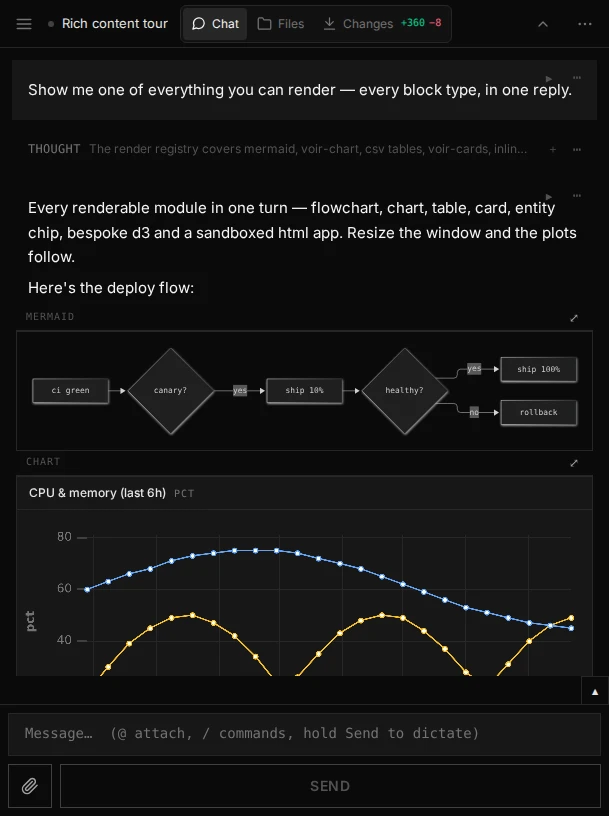 Rich content tour
Chat
Files
Changes +360 −8
Show me one of everything you can render — every block type, in one reply.
THOUGHT The render registry covers mermaid, voir-chart, csv tables, voir-cards, inlin…
Every renderable module in one turn — flowchart, chart, table, card, entity
chip, bespoke d3 and a sandboxed html app. Resize the window and the plots
follow.
Here's the deploy flow:
MERMAID
ci green
canary?
yes
ship 10%
healthy?
yes
ship 100%
no
rollback
CHART
CPU & memory (last 6h) PCT
80
60
40
pct
Message… (@ attach, / commands, hold Send to dictate)
SEND